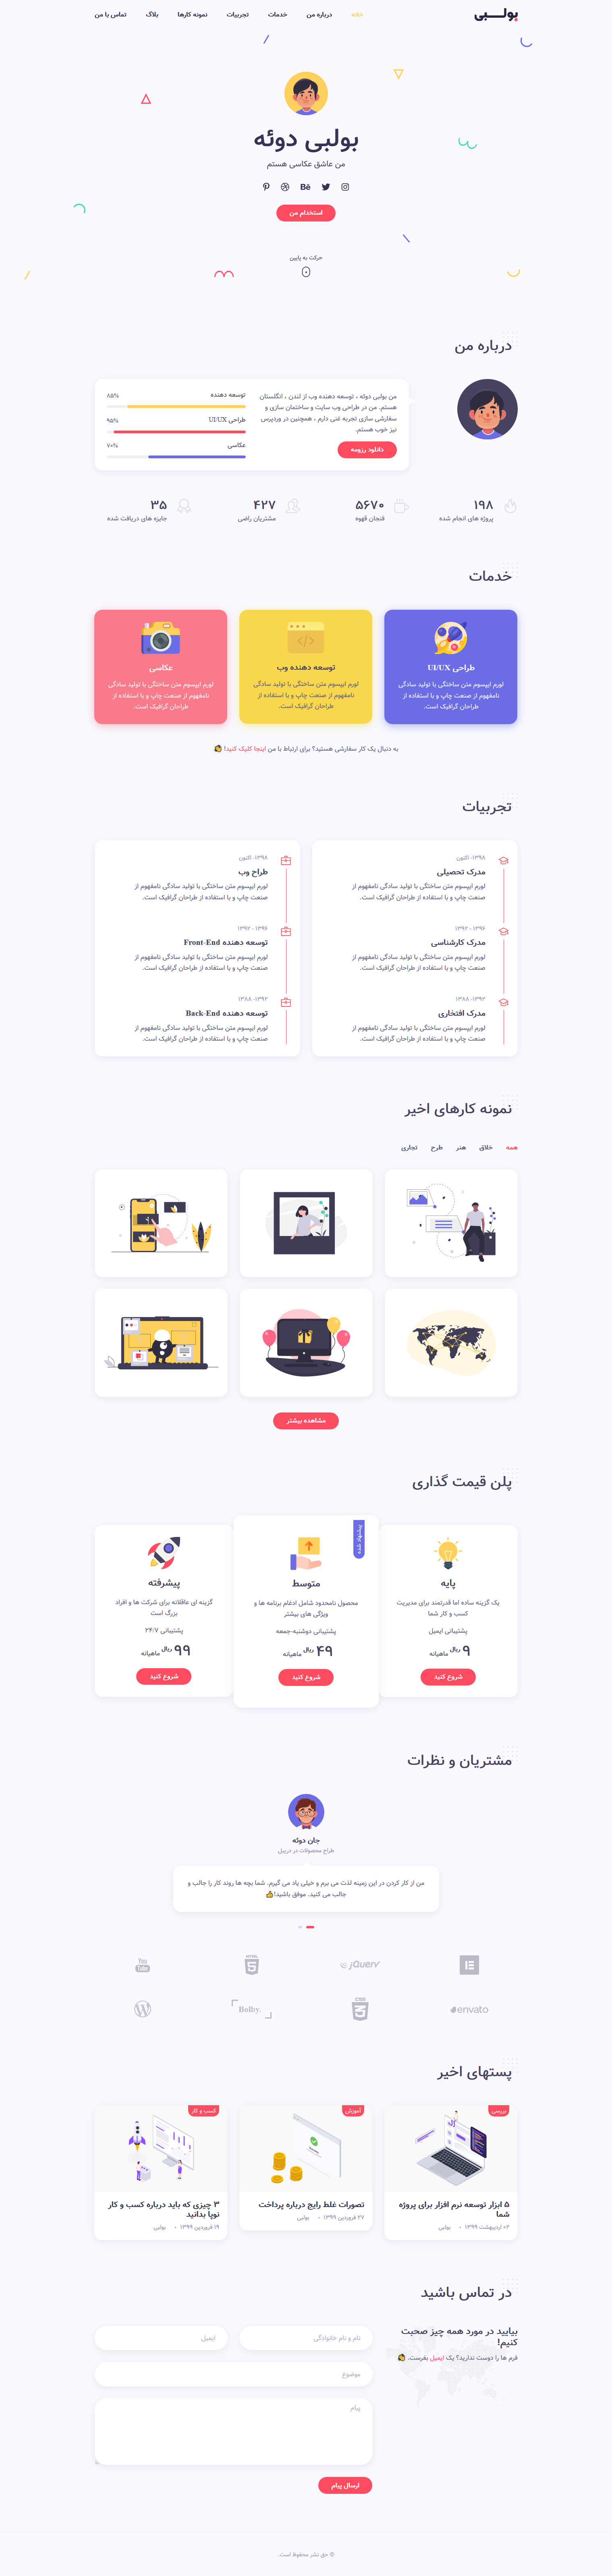 بولـــبی
خانه
درباره من
خدمات
تجربیات
نمونه کارها
بلاگ
تماس با من
بولبی دوئه
من عاشق عکاسی هستم
استخدام من
حرکت به پایین
درباره من
من بولبی دوئه ، توسعه دهنده وب از لندن ، انگلستان
هستم. من در طراحی وب سایت و ساختمان سازی و
سفارشی سازی تجربه غنی دارم ، همچنین در وردپرس
نیز خوب هستم.
دانلود رزومه
توسعه دهنده
۸۵%
طراحی UI/UX
۹۵%
عکاسی
۷۰%
۱۹۸
پروژه های انجام شده
۵۶۷۰
فنجان قهوه
۴۲۷
مشتریان راضی
۳۵
جایزه های دریافت شده
خدمات
طراحی UI/UX
لورم ایپسوم متن ساختگی با تولید سادگی
نامفهوم از صنعت چاپ و با استفاده از
طراحان گرافیک است.
توسعه دهنده وب
لورم ایپسوم متن ساختگی با تولید سادگی
نامفهوم از صنعت چاپ و با استفاده از
طراحان گرافیک است.
عکاسی
لورم ایپسوم متن ساختگی با تولید سادگی
نامفهوم از صنعت چاپ و با استفاده از
طراحان گرافیک است.
به دنبال یک کار سفارشی هستید؟ برای ارتباط با من اینجا کلیک کنید!
تجربیات
۱۳۹۸- اکنون
مدرک تحصیلی
لورم ایپسوم متن ساختگی با تولید سادگی نامفهوم از
صنعت چاپ و با استفاده از طراحان گرافیک است.
۱۳۹۶ - ۱۳۹۲
مدرک کارشناسی
لورم ایپسوم متن ساختگی با تولید سادگی نامفهوم از
صنعت چاپ و با استفاده از طراحان گرافیک است.
۱۳۹۲- ۱۳۸۸
مدرک افتخاری
لورم ایپسوم متن ساختگی با تولید سادگی نامفهوم از
صنعت چاپ و با استفاده از طراحان گرافیک است.
۱۳۹۸- اکنون
طراح وب
لورم ایپسوم متن ساختگی با تولید سادگی نامفهوم از
صنعت چاپ و با استفاده از طراحان گرافیک است.
۱۳۹۶ - ۱۳۹۲
توسعه دهنده Front-End
لورم ایپسوم متن ساختگی با تولید سادگی نامفهوم از
صنعت چاپ و با استفاده از طراحان گرافیک است.
۱۳۹۲- ۱۳۸۸
توسعه دهنده Back-End
لورم ایپسوم متن ساختگی با تولید سادگی نامفهوم از
صنعت چاپ و با استفاده از طراحان گرافیک است.
نمونه کارهای اخیر
همه
خلاق
هنر
طرح
تجاری
مشاهده بیشتر
پلن قیمت گذاری
پایه
یک گزینه ساده اما قدرتمند برای مدیریت
کسب و کار شما
پشتیبانی ایمیل
۹ ریال ماهیانه
شروع کنید
پیشنهاد شده
متوسط
محصول نامحدود شامل ادغام برنامه ها و
ویژگی های بیشتر
پشتیبانی دوشنبه-جمعه
۴۹ ریال ماهیانه
شروع کنید
پیشرفته
گزینه ای عاقلانه برای شرکت ها و افراد
بزرگ است
پشتیبانی ۲۴/۷
۹۹ ریال ماهیانه
شروع کنید
مشتریان و نظرات
جان دوئه
طراح محصولات در دریبل
من از کار کردن در این زمینه لذت می برم و خیلی یاد می گیرم. شما بچه ها روند کار را جالب و
جالب می کنید. موفق باشید!
jQuery
HTML
You
Tube
envato
CSS
Bolby.
پستهای اخیر
بررسی
۵ ابزار توسعه نرم افزار برای پروژه
شما
۰۲ اردیبهشت ۱۳۹۹ • بولبی
آموزش
تصورات غلط رایج درباره پرداخت
۲۷ فروردین ۱۳۹۹ • بولبی
کسب و کار
۳ چیزی که باید درباره کسب و کار
نوپا بدانید
۱۹ فروردین ۱۳۹۹ • بولبی
در تماس باشید
بیایید در مورد همه چیز صحبت
کنیم!
فرم ها را دوست ندارید؟ یک ایمیل بفرست.
نام و نام خانوادگی
ایمیل
موضوع
پیام
ارسال پیام
© حق نشر محفوظ است.